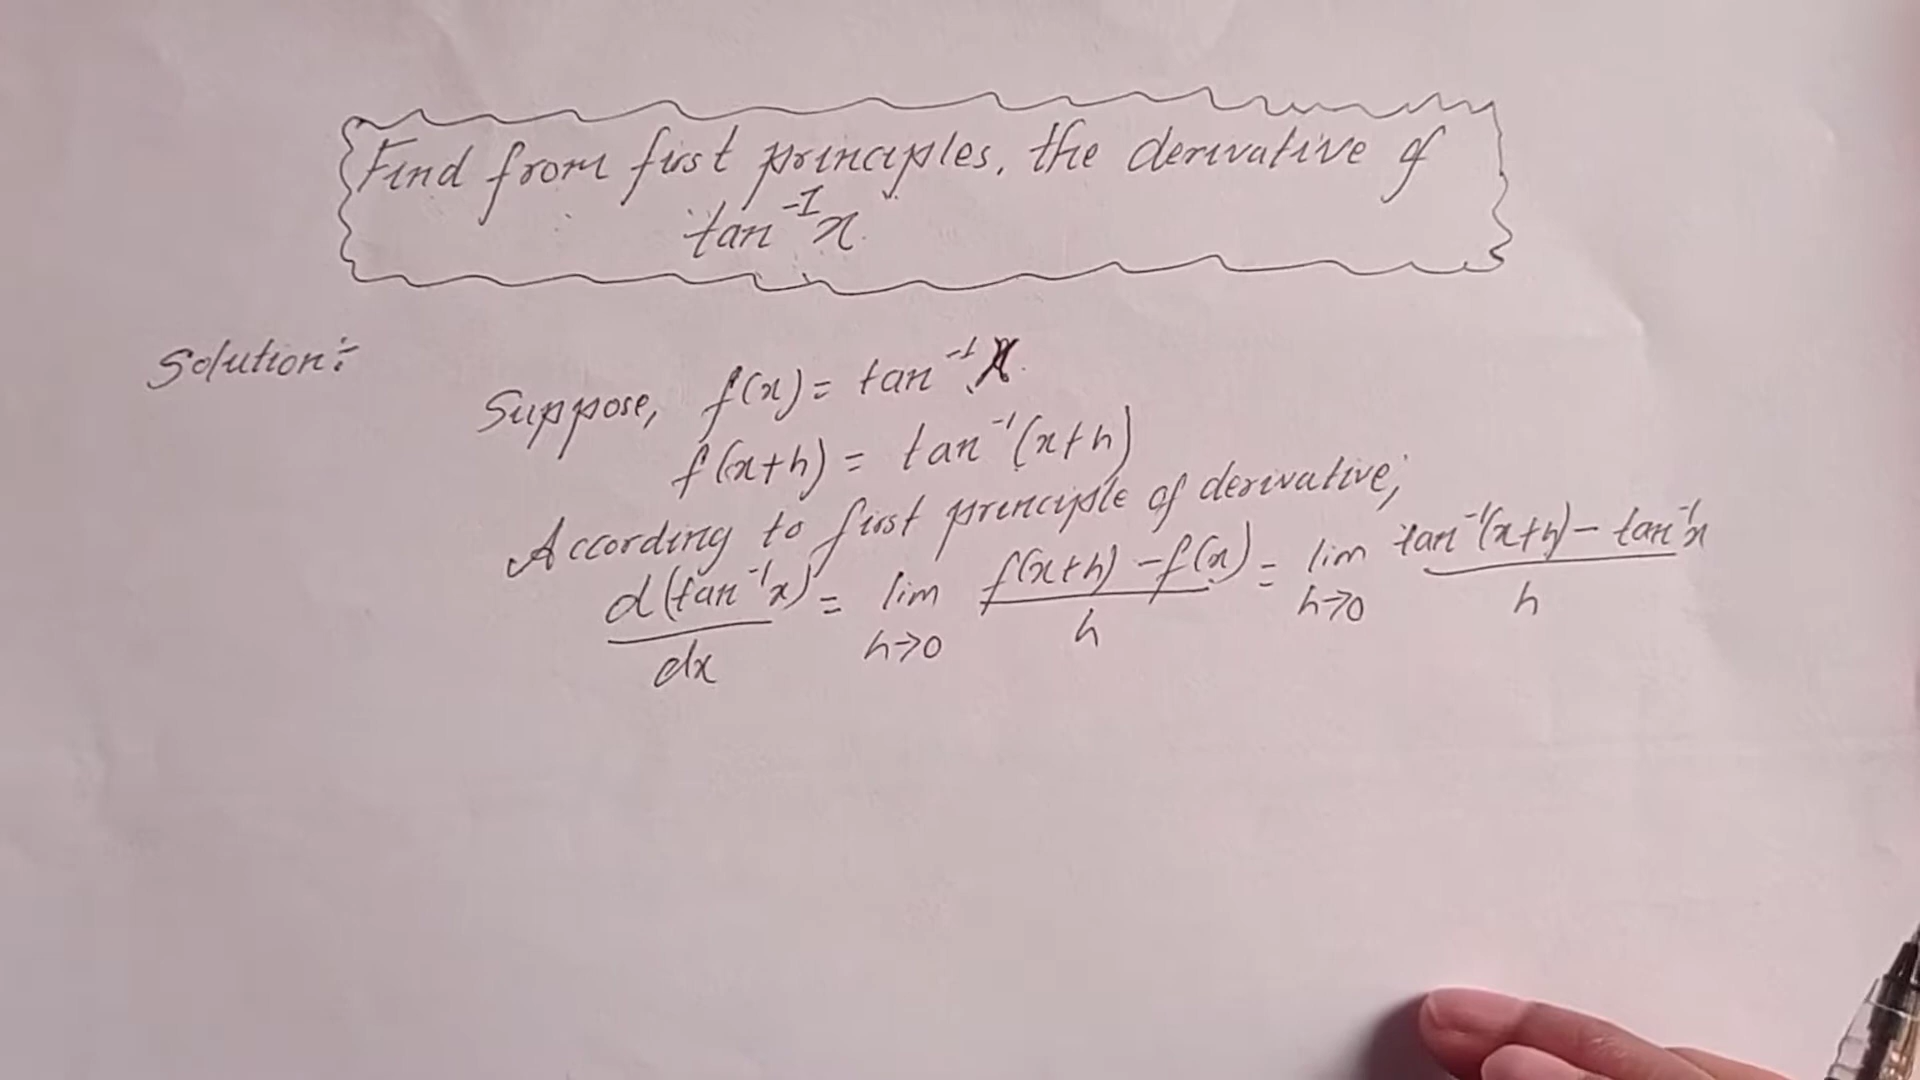 Find from first principles, the derivative of
tan⁻¹x.
Solution:-
Suppose, f(x) = tan⁻¹x.
f(x+h) = tan⁻¹(x+h)
According to first principle of derivative;
d(tan⁻¹x)/dx = lim h→0 f(x+h) - f(x)/h = lim h→0 tan⁻¹(x+h) - tan⁻¹x/h